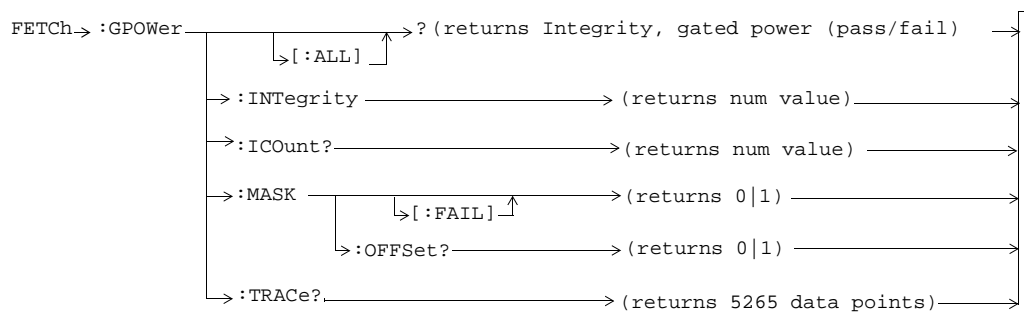 FETCh :GPOWer ?(returns Integrity, gated power (pass/fail)
[:ALL]
:INTegrity (returns num value)
:ICOunt? (returns num value)
:MASK (returns 0|1)
[:FAIL]
:OFFSet? (returns 0|1)
:TRACe? (returns 5265 data points)